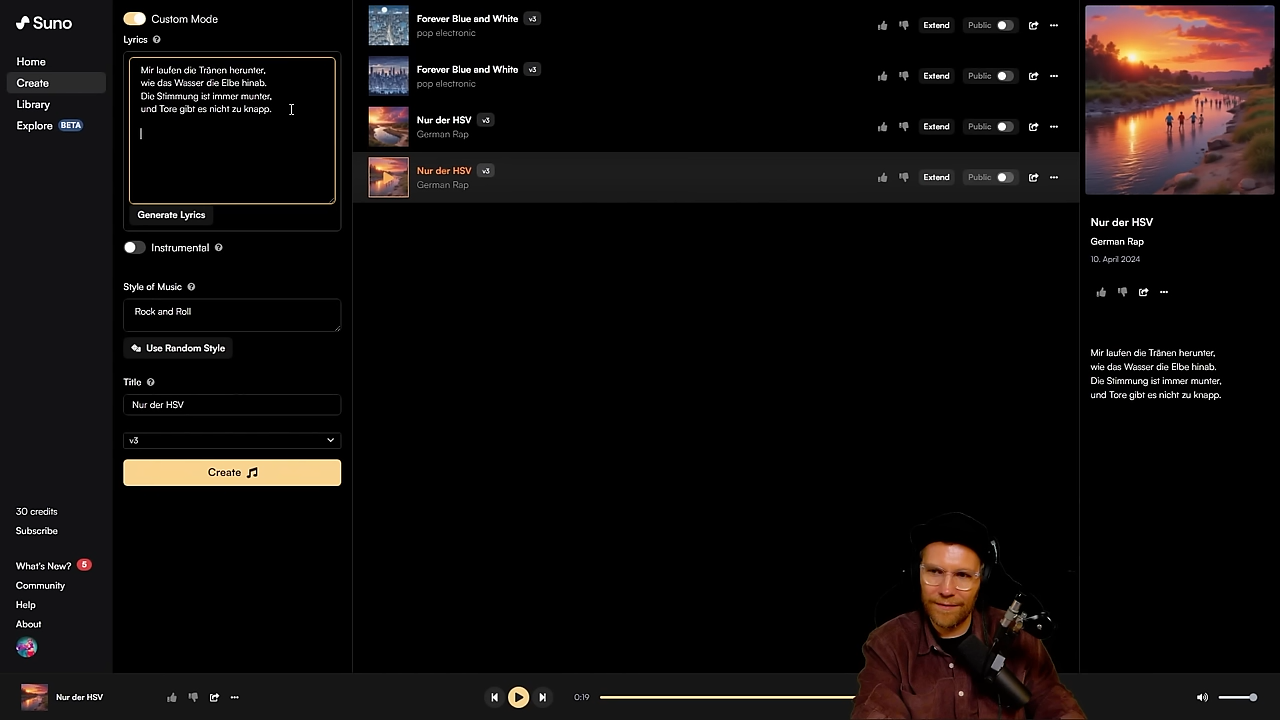 Suno
Home
Create
Library
Explore BETA
30 credits
Subscribe
What's New? 5
Community
Help
About
Custom Mode
Lyrics
Mir laufen die Tränen herunter,
wie das Wasser die Elbe hinab.
Die Stimmung ist immer munter,
und Tore gibt es nicht zu knapp.
Generate Lyrics
Instrumental
Style of Music
Rock and Roll
Use Random Style
Title
Nur der HSV
v3
Create
Forever Blue and White v3
pop electronic
Extend Public
Forever Blue and White v3
pop electronic
Extend Public
Nur der HSV v3
German Rap
Extend Public
Nur der HSV v3
German Rap
Extend Public
Nur der HSV
German Rap
10. April 2024
Mir laufen die Tränen herunter,
wie das Wasser die Elbe hinab.
Die Stimmung ist immer munter,
und Tore gibt es nicht zu knapp.
Nur der HSV
0:19